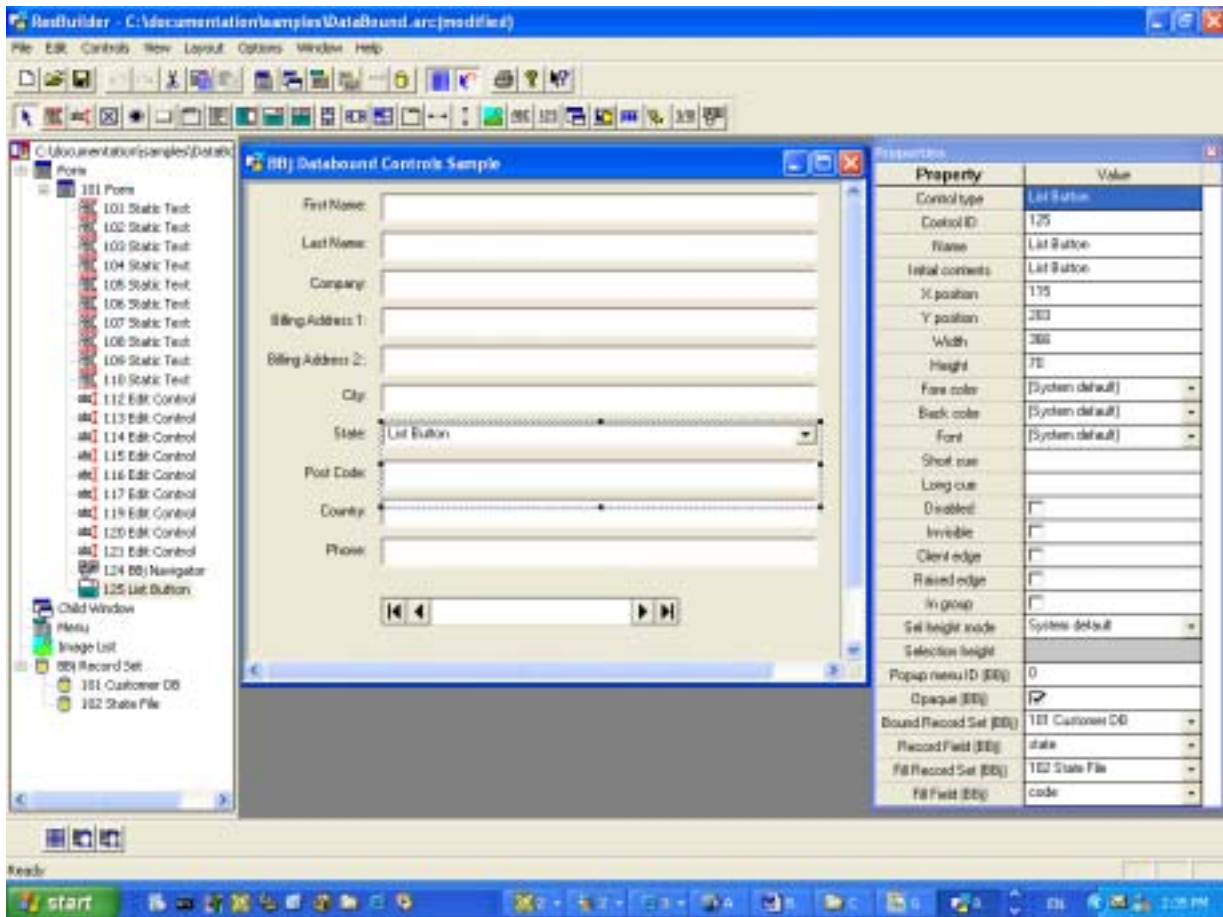 ResBuilder - C:\documentation\samples\DataBound.arc(modified)
File Edit Controls View Layout Options Window Help
C:\documentation\samples\Datab
Form
101 Form
101 Static Text
102 Static Text
103 Static Text
104 Static Text
105 Static Text
106 Static Text
107 Static Text
108 Static Text
109 Static Text
110 Static Text
112 Edit Control
113 Edit Control
114 Edit Control
115 Edit Control
116 Edit Control
117 Edit Control
119 Edit Control
120 Edit Control
121 Edit Control
124 BBj Navigator
125 List Button
Child Window
Menu
Image List
BBj Record Set
101 Customer DB
102 State File
BBj Databound Controls Sample
First Name:
Last Name:
Company:
Billing Address 1:
Billing Address 2:
City:
State: List Button
Post Code:
Country:
Phone:
Properties
Property Value
Control type List Button
Control ID 125
Name List Button
Initial contents List Button
X position 175
Y position 283
Width 366
Height 70
Fore color [System default]
Back color [System default]
Font [System default]
Short cue
Long cue
Disabled
Invisible
Client edge
Raised edge
In group
Sel height mode System default
Selection height
Popup menu ID (BBj) 0
Opaque (BBj)
Bound Record Set (BBj) 101 Customer DB
Record Field (BBj) state
Fill Record Set (BBj) 102 State File
Fill Field (BBj) code
Ready
start
EN
2:05 PM